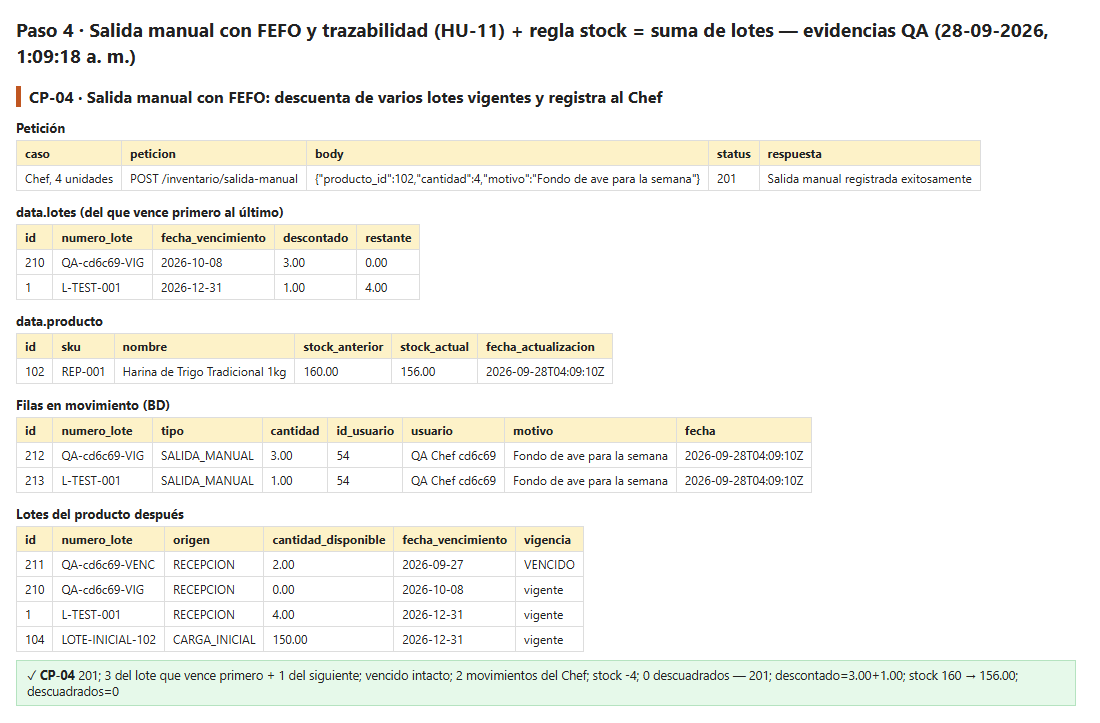 Paso 4 · Salida manual con FEFO y trazabilidad (HU-11) + regla stock = suma de lotes — evidencias QA (28-09-2026,
1:09:18 a. m.)
CP-04 · Salida manual con FEFO: descuenta de varios lotes vigentes y registra al Chef
Petición
caso peticion body status respuesta
Chef, 4 unidades POST /inventario/salida-manual {"producto_id":102,"cantidad":4,"motivo":"Fondo de ave para la semana"} 201 Salida manual registrada exitosamente
data.lotes (del que vence primero al último)
id numero_lote fecha_vencimiento descontado restante
210 QA-cd6c69-VIG 2026-10-08 3.00 0.00
1 L-TEST-001 2026-12-31 1.00 4.00
data.producto
id sku nombre stock_anterior stock_actual fecha_actualizacion
102 REP-001 Harina de Trigo Tradicional 1kg 160.00 156.00 2026-09-28T04:09:10Z
Filas en movimiento (BD)
id numero_lote tipo cantidad id_usuario usuario motivo fecha
212 QA-cd6c69-VIG SALIDA_MANUAL 3.00 54 QA Chef cd6c69 Fondo de ave para la semana 2026-09-28T04:09:10Z
213 L-TEST-001 SALIDA_MANUAL 1.00 54 QA Chef cd6c69 Fondo de ave para la semana 2026-09-28T04:09:10Z
Lotes del producto después
id numero_lote origen cantidad_disponible fecha_vencimiento vigencia
211 QA-cd6c69-VENC RECEPCION 2.00 2026-09-27 VENCIDO
210 QA-cd6c69-VIG RECEPCION 0.00 2026-10-08 vigente
1 L-TEST-001 RECEPCION 4.00 2026-12-31 vigente
104 LOTE-INICIAL-102 CARGA_INICIAL 150.00 2026-12-31 vigente
✓ CP-04 201; 3 del lote que vence primero + 1 del siguiente; vencido intacto; 2 movimientos del Chef; stock -4; 0 descuadrados — 201; descontado=3.00+1.00; stock 160 → 156.00;
descuadrados=0